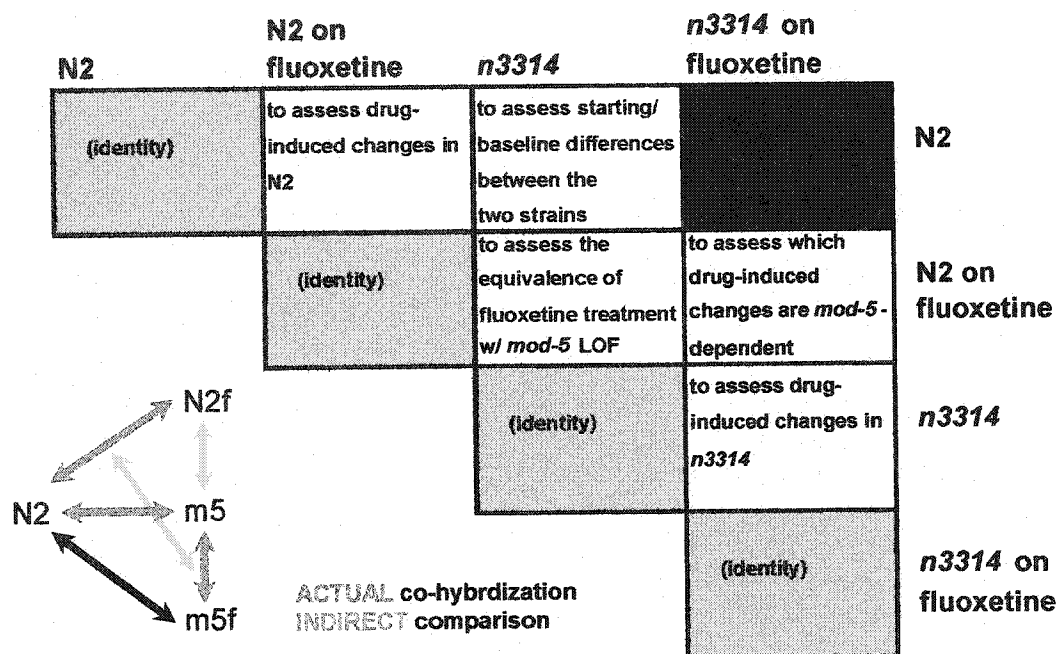 N2
N2 on
fluoxetine
n3314
n3314 on
fluoxetine
(identity)
to assess drug-
induced changes in
N2
to assess starting/
baseline differences
between the
two strains
N2
(identity)
to assess the
equivalence of
fluoxetine treatment
w/ mod-5 LOF
to assess which
drug-induced
changes are mod-5-
dependent
N2 on
fluoxetine
(identity)
to assess drug-
induced changes in
n3314
n3314
(identity)
n3314 on
fluoxetine
N2f
N2
m5
m5f
ACTUAL co-hybrdization
INDIRECT comparison